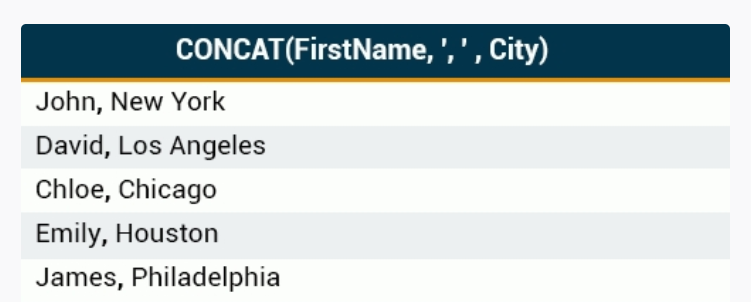 CONCAT(FirstName, ', ' , City)
John, New York
David, Los Angeles
Chloe, Chicago
Emily, Houston
James, Philadelphia